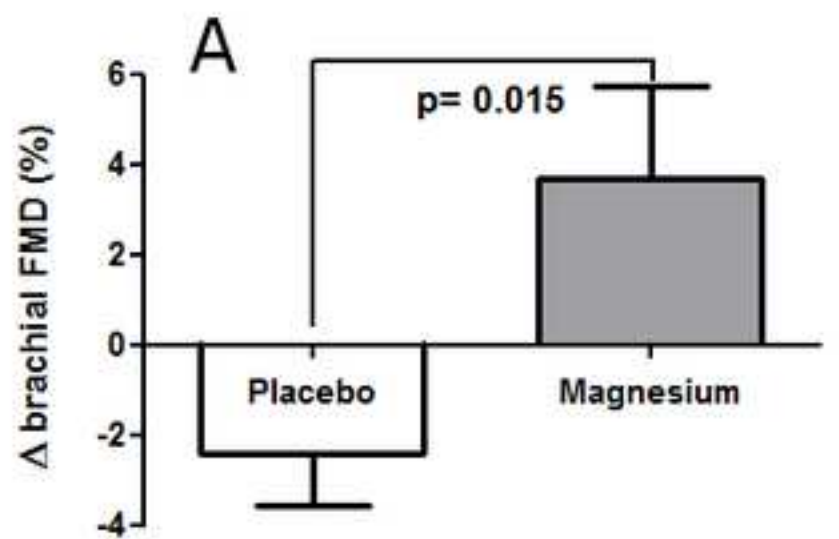 A
Δ brachial FMD (%)
6
4
2
0
-2
-4
p= 0.015
Placebo
Magnesium